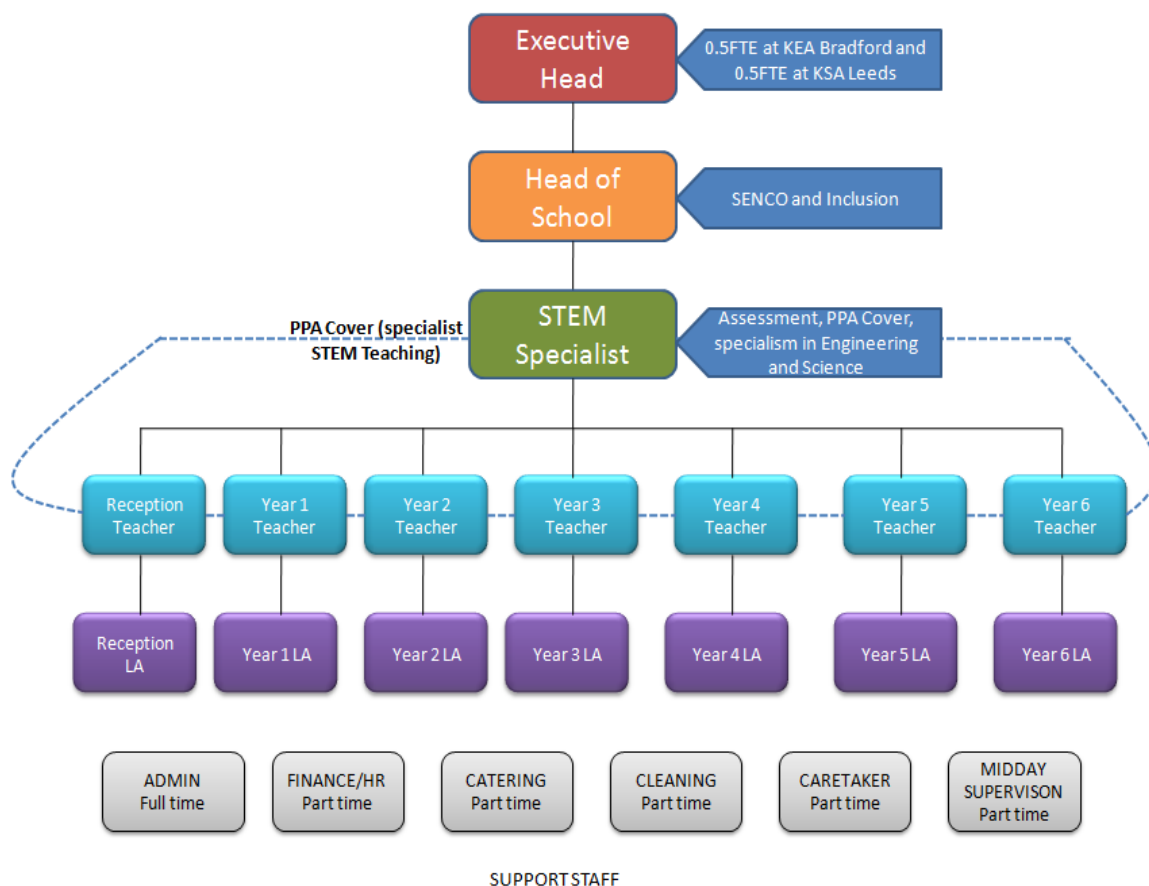 Executive
Head
0.5FTE at KEA Bradford and
0.5FTE at KSA Leeds
Head of
School
SENCO and Inclusion
PPA Cover (specialist
STEM Teaching)
STEM
Specialist
Assessment, PPA Cover,
specialism in Engineering
and Science
Reception
Teacher
Year 1
Teacher
Year 2
Teacher
Year 3
Teacher
Year 4
Teacher
Year 5
Teacher
Year 6
Teacher
Reception
LA
Year 1 LA
Year 2 LA
Year 3 LA
Year 4 LA
Year 5 LA
Year 6 LA
ADMIN
Full time
FINANCE/HR
Part time
CATERING
Part time
CLEANING
Part time
CARETAKER
Part time
MIDDAY
SUPERVISON
Part time
SUPPORT STAFF